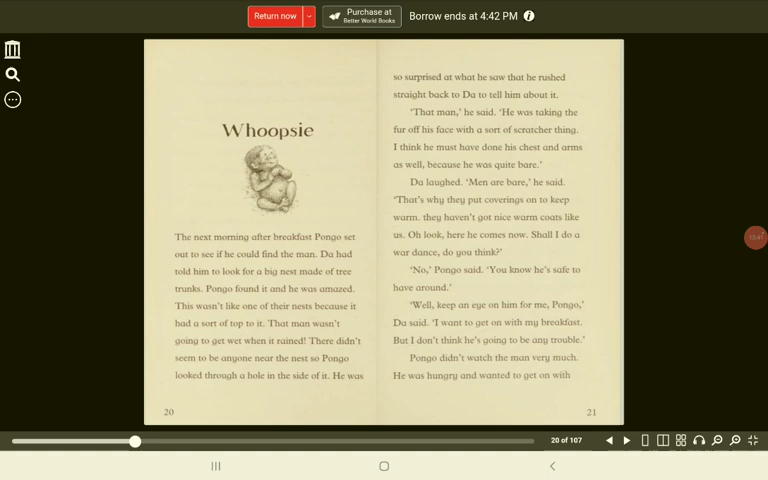 Return now
Purchase at
Better World Books
Borrow ends at 4:42 PM
Whoopsie
The next morning after breakfast Pongo set
out to see if he could find the man. Da had
told him to look for a big nest made of tree
trunks. Pongo found it and he was amazed.
This wasn't like one of their nests because it
had a sort of top to it. That man wasn't
going to get wet when it rained! There didn't
seem to be anyone near the nest so Pongo
looked through a hole in the side of it. He was
20
so surprised at what he saw that he rushed
straight back to Da to tell him about it.
'That man,' he said. 'He was taking the
fur off his face with a sort of scratcher thing.
I think he must have done his chest and arms
as well, because he was quite bare.'
Da laughed. 'Men are bare,' he said.
'That's why they put coverings on to keep
warm. they haven't got nice warm coats like
us. Oh look, here he comes now. Shall I do a
war dance, do you think?'
'No,' Pongo said. 'You know he's safe to
have around.'
'Well, keep an eye on him for me, Pongo,'
Da said. 'I want to get on with my breakfast.
But I don't think he's going to be any trouble.'
Pongo didn't watch the man very much.
He was hungry and wanted to get on with
21
20 of 107